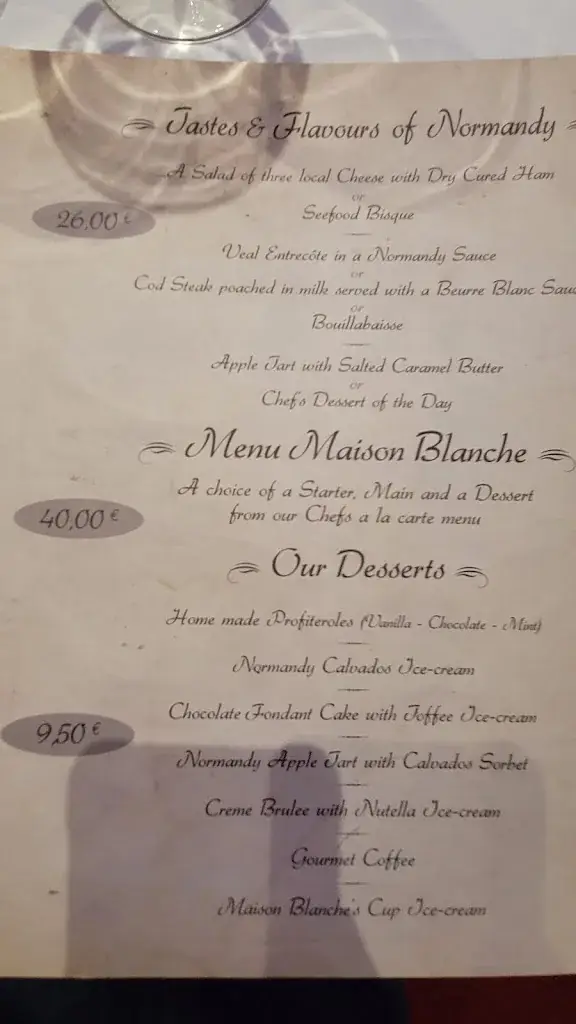 Tastes & Flavours of Normandy
A Salad of three local Cheese with Dry Cured Ham
or
26,00 €
Seefood Bisque
Veal Entrecôte in a Normandy Sauce
or
Cod Steak poached in milk served with a Beurre Blanc Sauc
or
Bouillabaisse
Apple Tart with Salted Caramel Butter
or
Chefs Dessert of the Day
Menu Maison Blanche
A choice of a Starter, Main and a Dessert
40,00 €
from our Chefs a la carte menu
Our Desserts
Home made Profiteroles (Vanilla - Chocolate - Mint)
Normandy Calvados Ice-cream
Chocolate Fondant Cake with Toffee Ice-cream
9,50 €
Normandy Apple Tart with Calvados Sorbet
Creme Brulee with Nutella Ice-cream
Gourmet Coffee
Maison Blanche's Cup Ice-cream